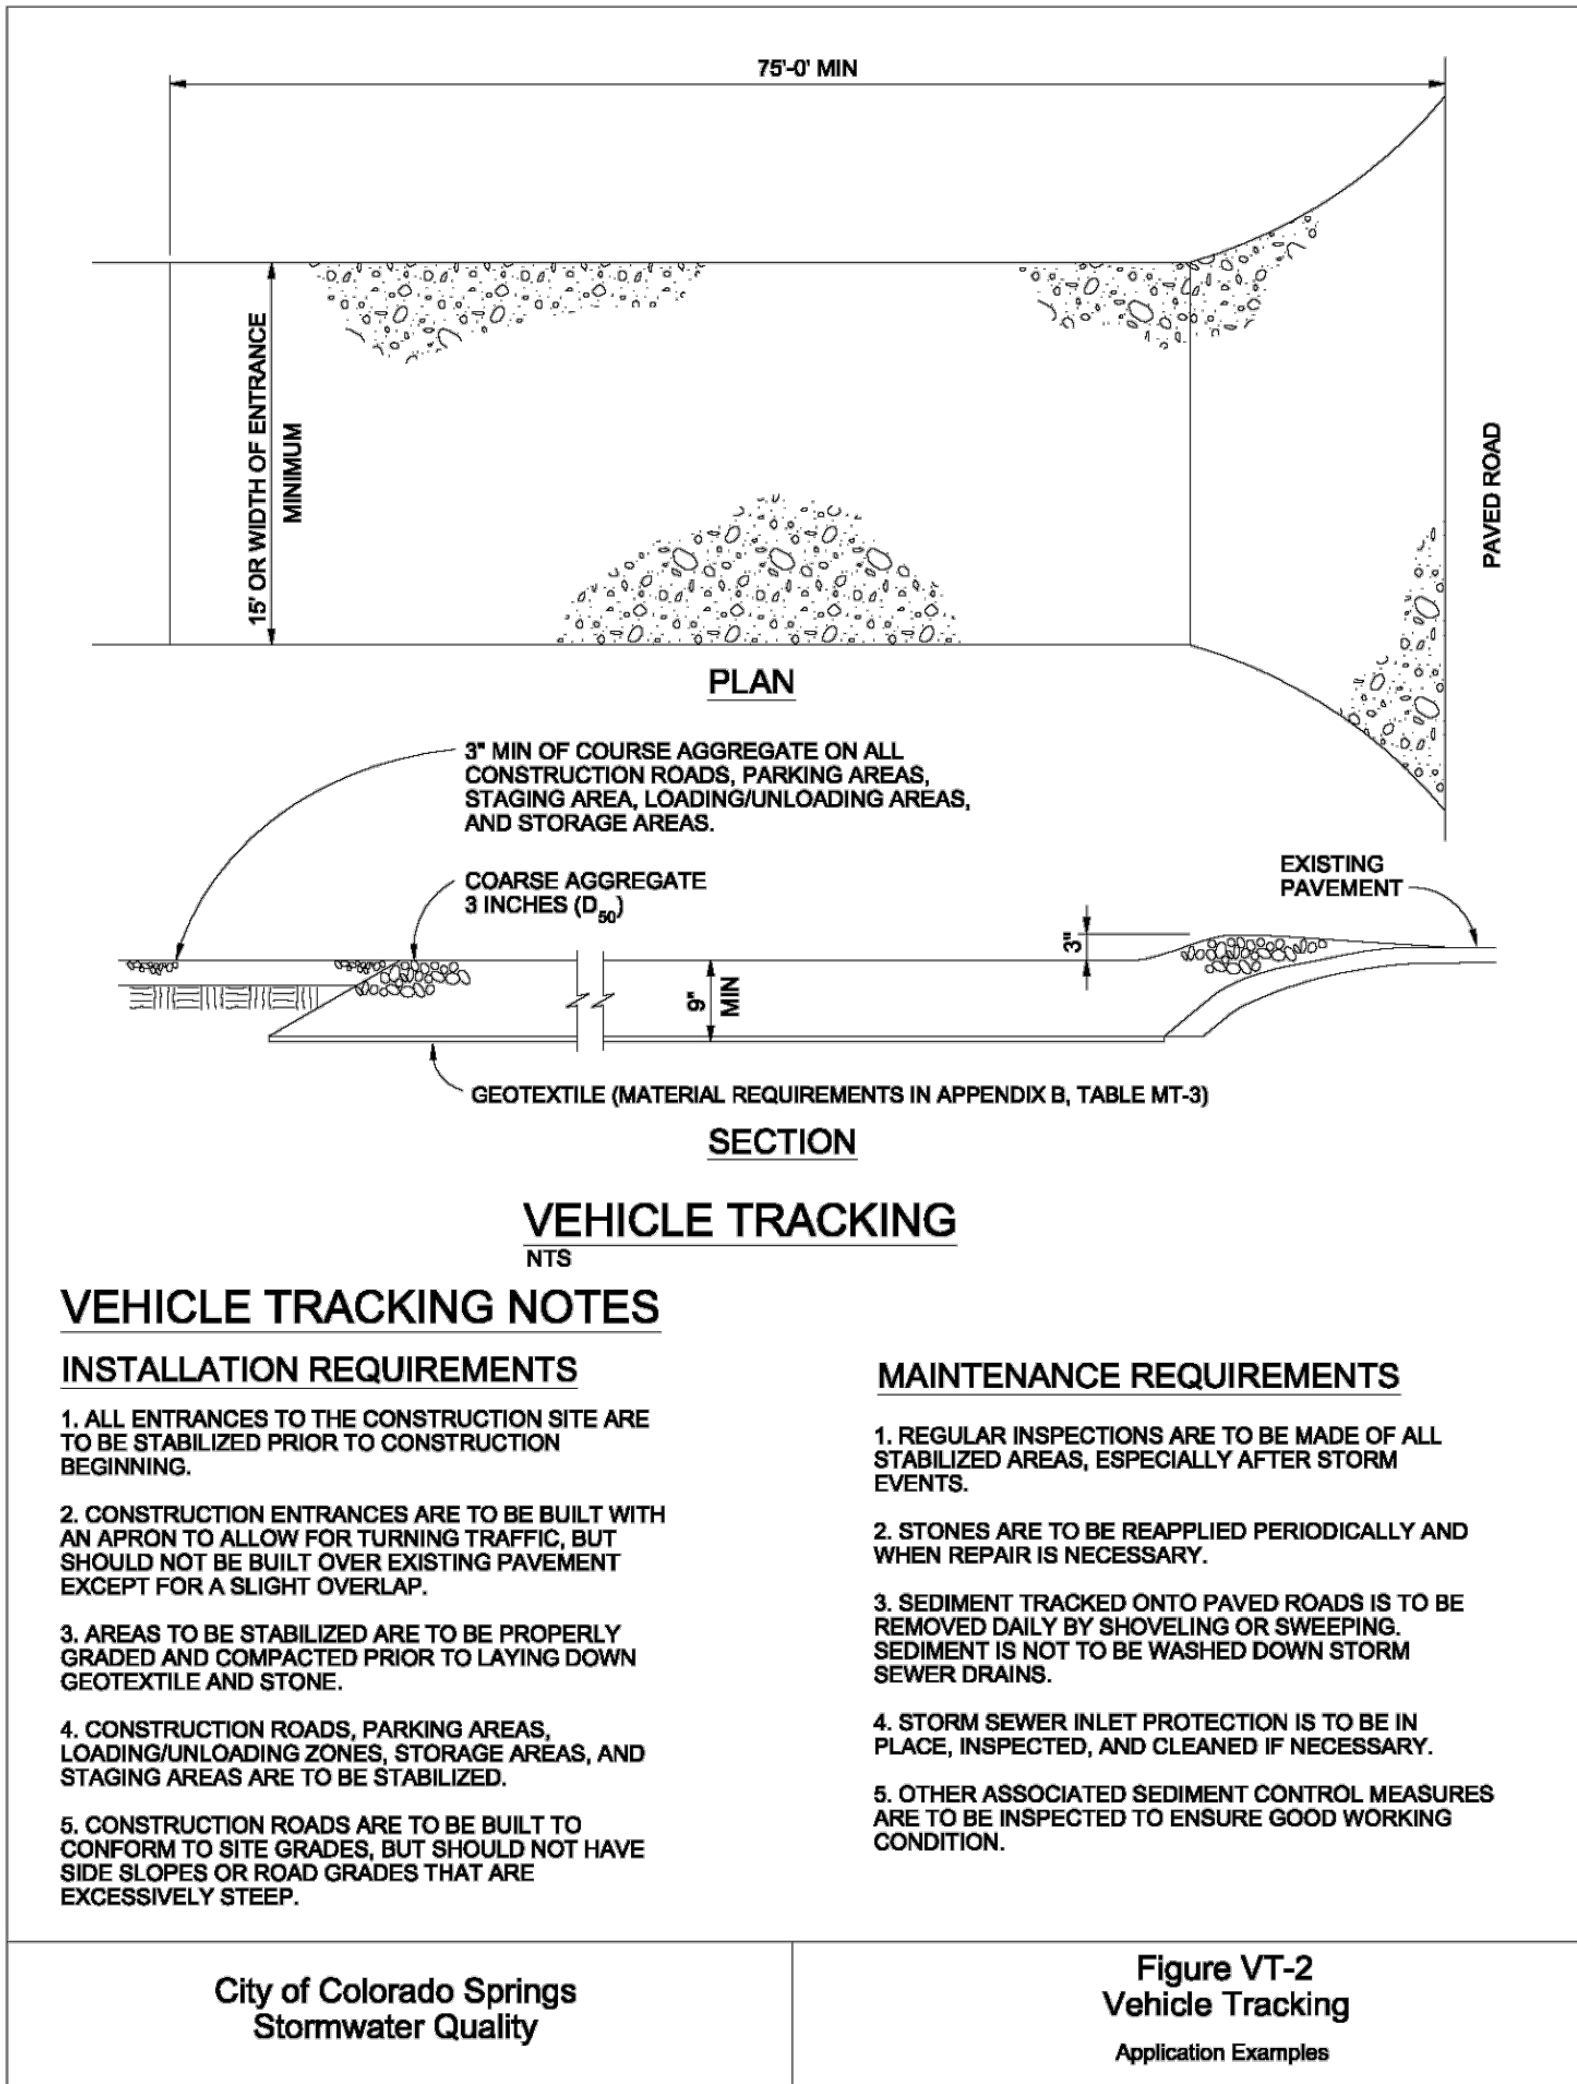 75'-0' MIN
15' OR WIDTH OF ENTRANCE
MINIMUM
PAVED ROAD
PLAN
3" MIN OF COURSE AGGREGATE ON ALL
CONSTRUCTION ROADS, PARKING AREAS,
STAGING AREA, LOADING/UNLOADING AREAS,
AND STORAGE AREAS.
COARSE AGGREGATE
3 INCHES (D50)
EXISTING
PAVEMENT
3"
9"
MIN
GEOTEXTILE (MATERIAL REQUIREMENTS IN APPENDIX B, TABLE MT-3)
SECTION
VEHICLE TRACKING
NTS
VEHICLE TRACKING NOTES
INSTALLATION REQUIREMENTS
1. ALL ENTRANCES TO THE CONSTRUCTION SITE ARE
TO BE STABILIZED PRIOR TO CONSTRUCTION
BEGINNING.
2. CONSTRUCTION ENTRANCES ARE TO BE BUILT WITH
AN APRON TO ALLOW FOR TURNING TRAFFIC, BUT
SHOULD NOT BE BUILT OVER EXISTING PAVEMENT
EXCEPT FOR A SLIGHT OVERLAP.
3. AREAS TO BE STABILIZED ARE TO BE PROPERLY
GRADED AND COMPACTED PRIOR TO LAYING DOWN
GEOTEXTILE AND STONE.
4. CONSTRUCTION ROADS, PARKING AREAS,
LOADING/UNLOADING ZONES, STORAGE AREAS, AND
STAGING AREAS ARE TO BE STABILIZED.
5. CONSTRUCTION ROADS ARE TO BE BUILT TO
CONFORM TO SITE GRADES, BUT SHOULD NOT HAVE
SIDE SLOPES OR ROAD GRADES THAT ARE
EXCESSIVELY STEEP.
MAINTENANCE REQUIREMENTS
1. REGULAR INSPECTIONS ARE TO BE MADE OF ALL
STABILIZED AREAS, ESPECIALLY AFTER STORM
EVENTS.
2. STONES ARE TO BE REAPPLIED PERIODICALLY AND
WHEN REPAIR IS NECESSARY.
3. SEDIMENT TRACKED ONTO PAVED ROADS IS TO BE
REMOVED DAILY BY SHOVELING OR SWEEPING.
SEDIMENT IS NOT TO BE WASHED DOWN STORM
SEWER DRAINS.
4. STORM SEWER INLET PROTECTION IS TO BE IN
PLACE, INSPECTED, AND CLEANED IF NECESSARY.
5. OTHER ASSOCIATED SEDIMENT CONTROL MEASURES
ARE TO BE INSPECTED TO ENSURE GOOD WORKING
CONDITION.
City of Colorado Springs
Stormwater Quality
Figure VT-2
Vehicle Tracking
Application Examples